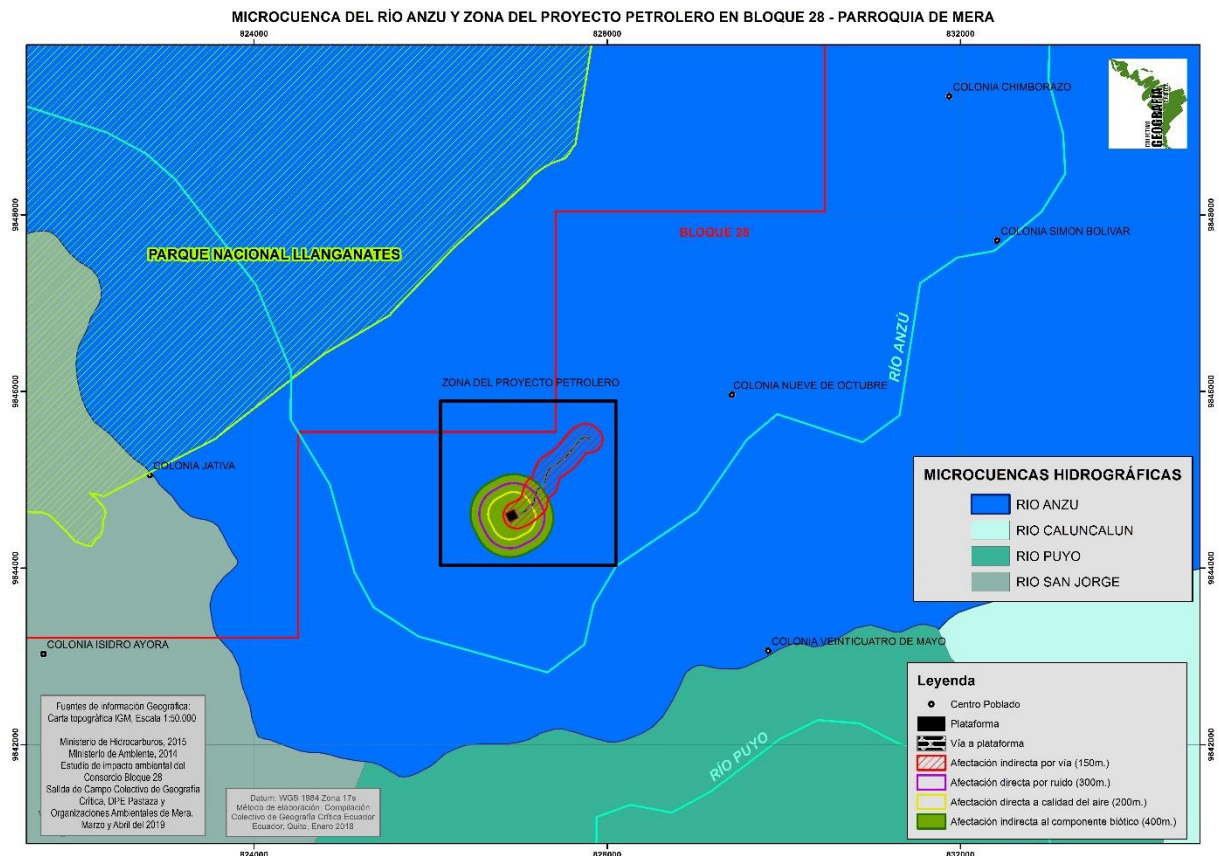 MICROCUENCA DEL RÍO ANZU Y ZONA DEL PROYECTO PETROLERO EN BLOQUE 28 - PARROQUIA DE MERA
824000
828000
832000
COLONIA CHIMBORAZO
COLECTIVO
GEOGRAFÍA
CRÍTICA
9848000
9848000
COLONIA SIMON BOLIVAR
BLOQUE 28
PARQUE NACIONAL LLANGANATES
RÍO ANZÚ
ZONA DEL PROYECTO PETROLERO
COLONIA NUEVE DE OCTUBRE
9846000
9846000
COLONIA JATIVA
MICROCUENCAS HIDROGRÁFICAS
RIO ANZU
RIO CALUNCALUN
RIO PUYO
RIO SAN JORGE
9844000
9844000
COLONIA ISIDRO AYORA
COLONIA VEINTICUATRO DE MAYO
Leyenda
Centro Poblado
Plataforma
Vía a plataforma
Afectación indirecta por vía (150m.)
Afectación directa por ruido (300m.)
Afectación directa a calidad del aire (200m.)
Afectación indirecta al componente biótico (400m.)
RÍO PUYO
9842000
9842000
Fuentes de información Geográfica:
Carta topográfica IGM, Escala 1:50.000
Ministerio de Hidrocarburos, 2015
Ministerio de Ambiente, 2014
Estudio de impacto ambiental del
Consorcio Bloque 28
Salida de Campo Colectivo de Geografía
Crítica, DPE Pastaza y
Organizaciones Ambientales de Mera.
Marzo y Abril del 2019
Datum: WGS 1984 Zona 17s
Método de elaboración: Compilación
Colectivo de Geografía Crítica Ecuador
Ecuador, Quito, Enero 2018
824000
828000
832000